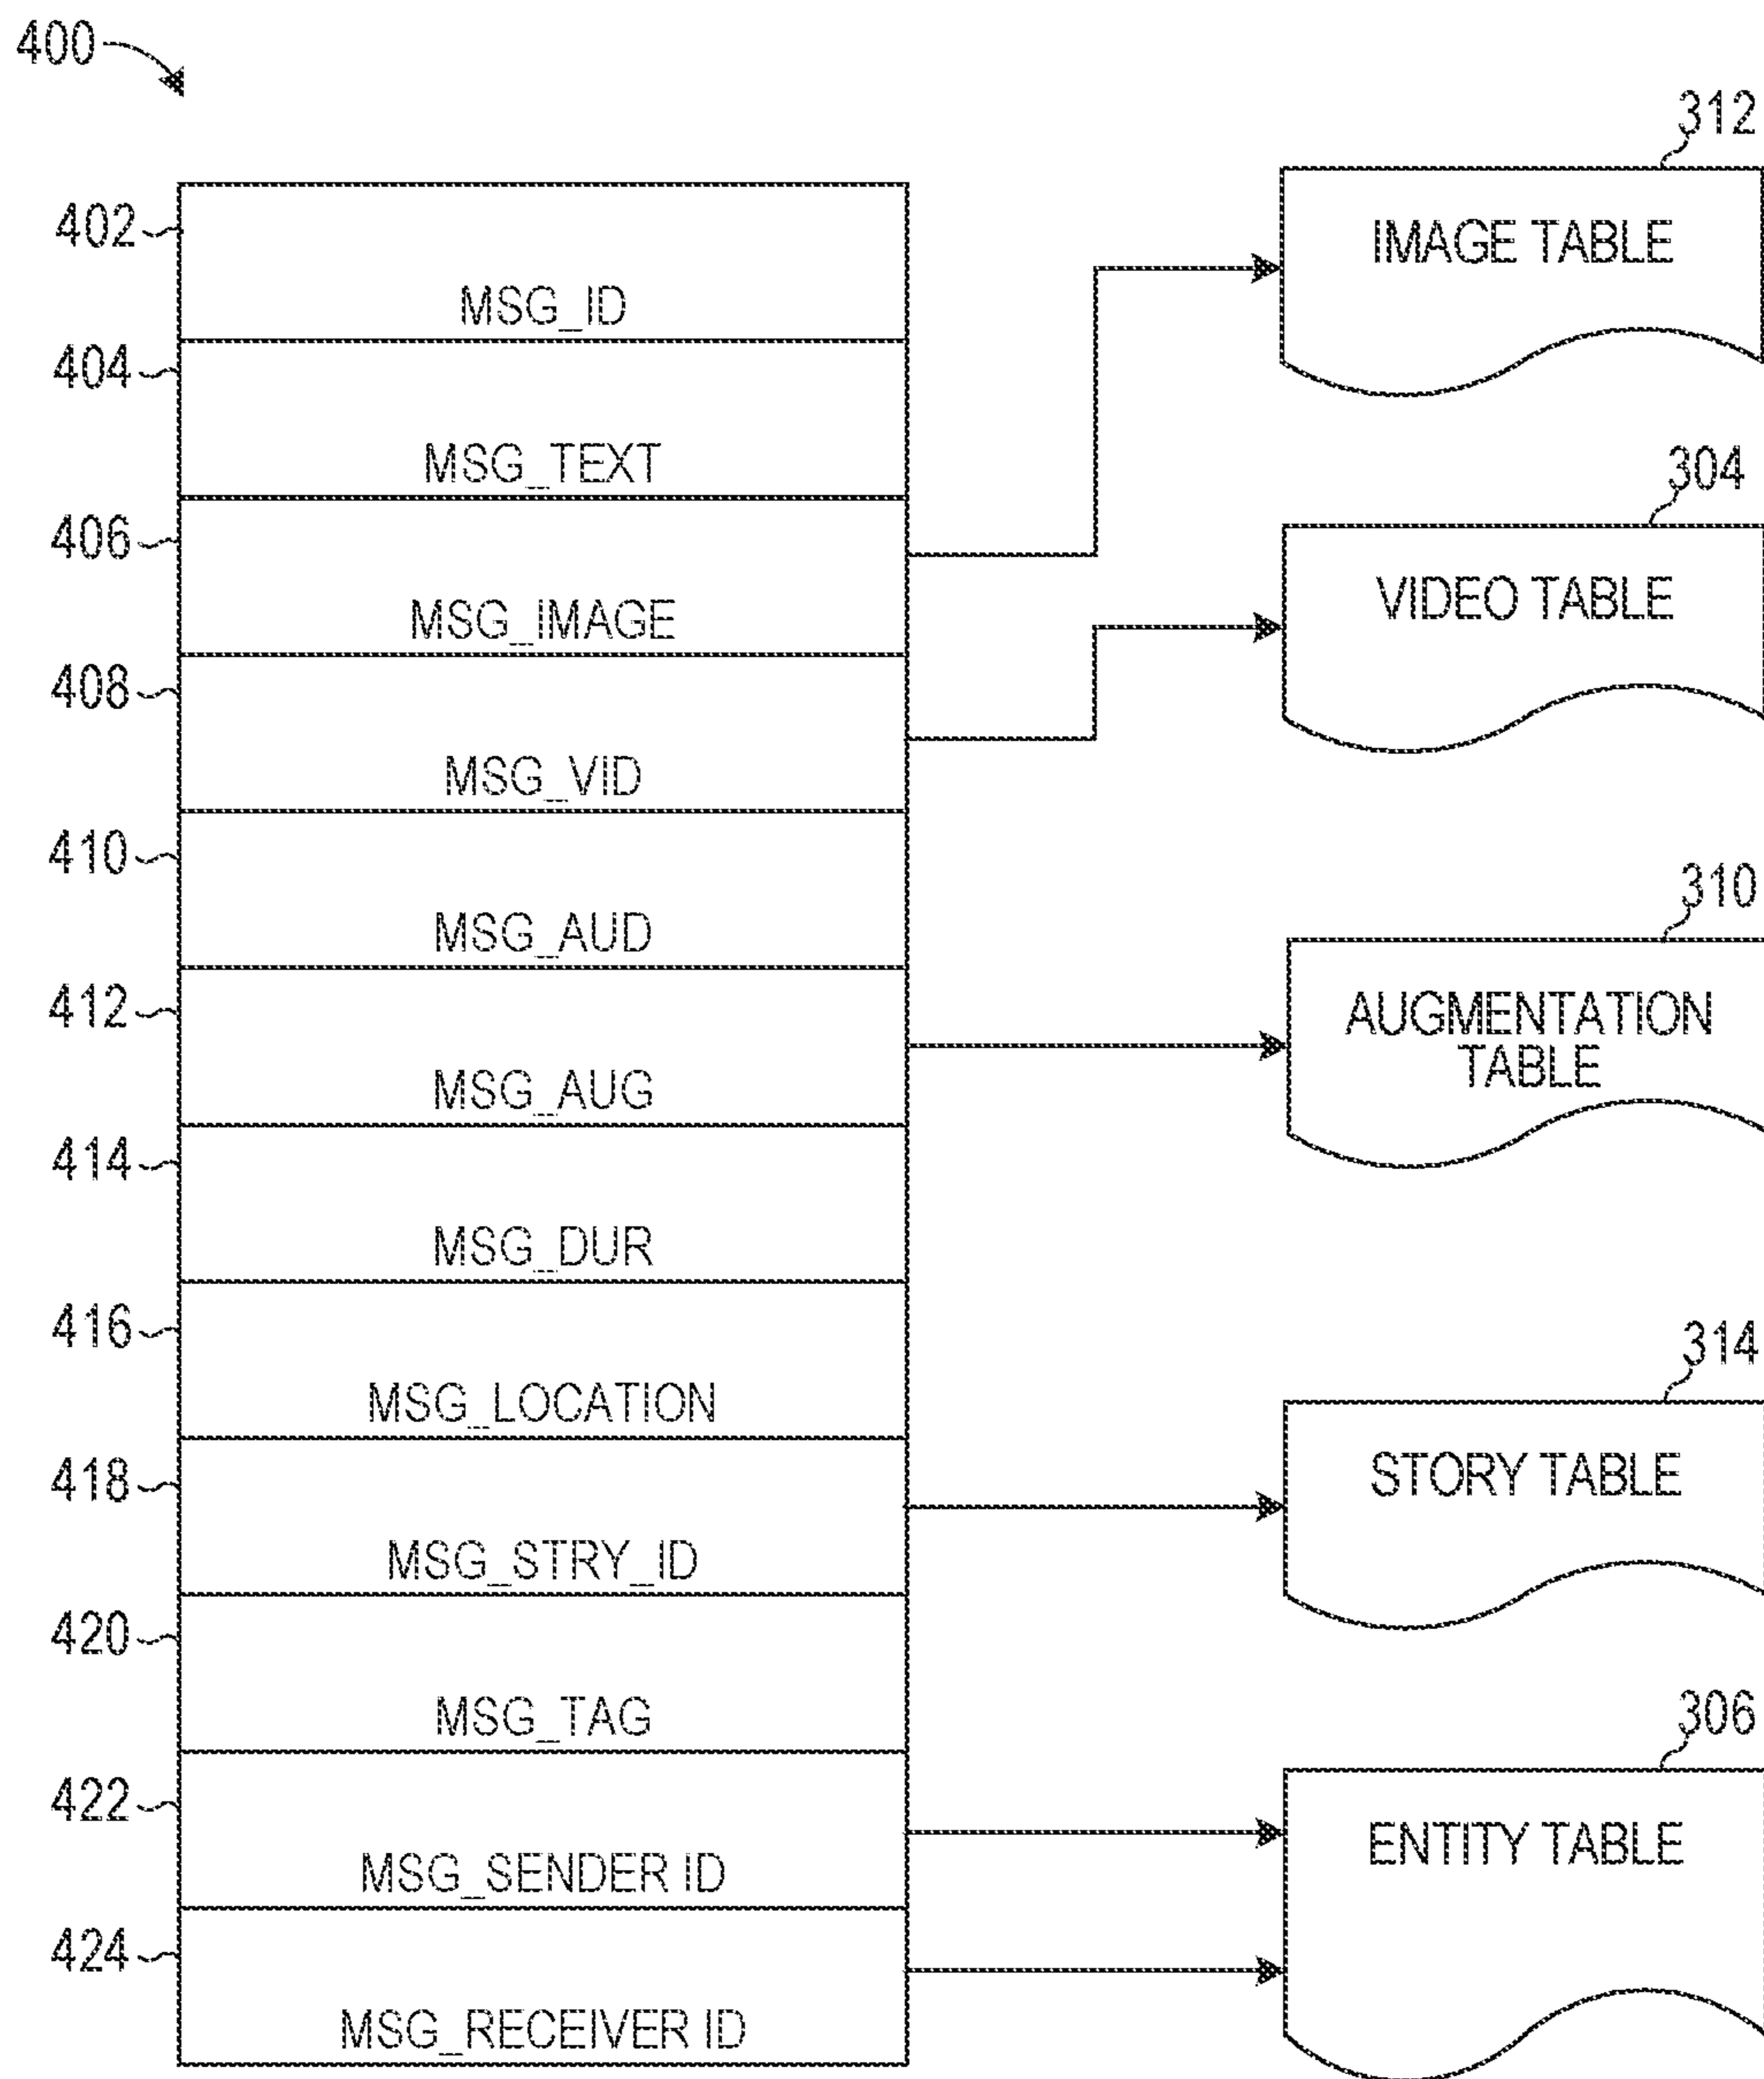 400
312
402
IMAGE TABLE
MSG_ID
404
MSG_TEXT
304
406
VIDEO TABLE
MSG_IMAGE
408
MSG_VID
410
310
MSG_AUD
412
AUGMENTATION
TABLE
MSG_AUG
414
MSG_DUR
416
314
MSG_LOCATION
418
STORY TABLE
MSG_STRY_ID
420
MSG_TAG
306
422
ENTITY TABLE
MSG_SENDER ID
424
MSG_RECEIVER ID